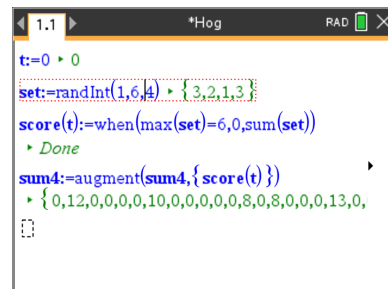 1.1 *Hog RAD
t:=0 ▸ 0
set:=randInt(1,6,4) ▸ {3,2,1,3}
score(t):=when(max(set)=6,0,sum(set))
▸ Done
sum4:=augment(sum4,{score(t)})
▸ {0,12,0,0,0,0,10,0,0,0,0,0,8,0,8,0,0,0,13,0,